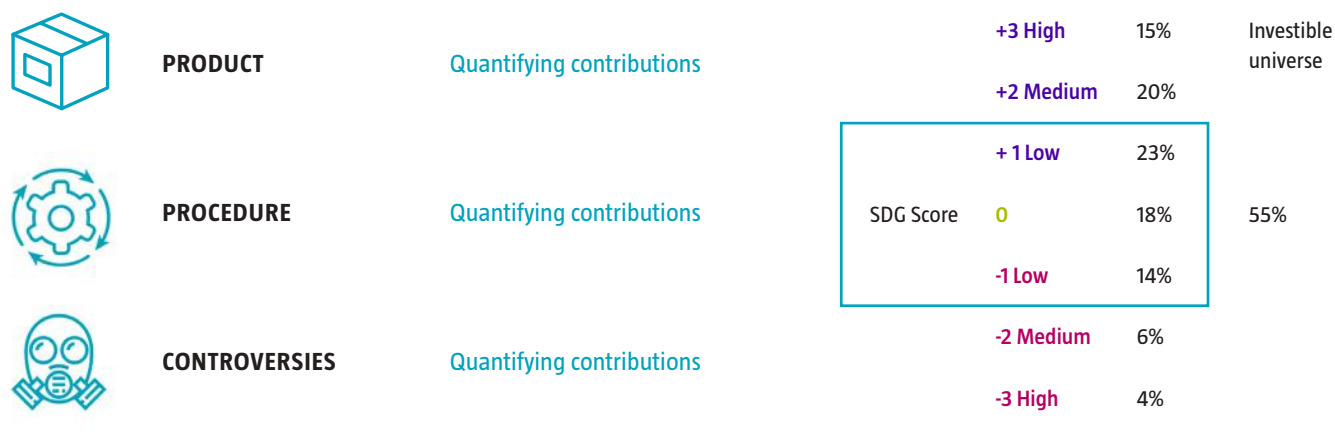 +3 High 15% Investible
PRODUCT Quantifying contributions universe
+2 Medium 20%
+ 1 Low 23%
PROCEDURE Quantifying contributions SDG Score 0 18% 55%
-1 Low 14%
-2 Medium 6%
CONTROVERSIES Quantifying contributions
-3 High 4%